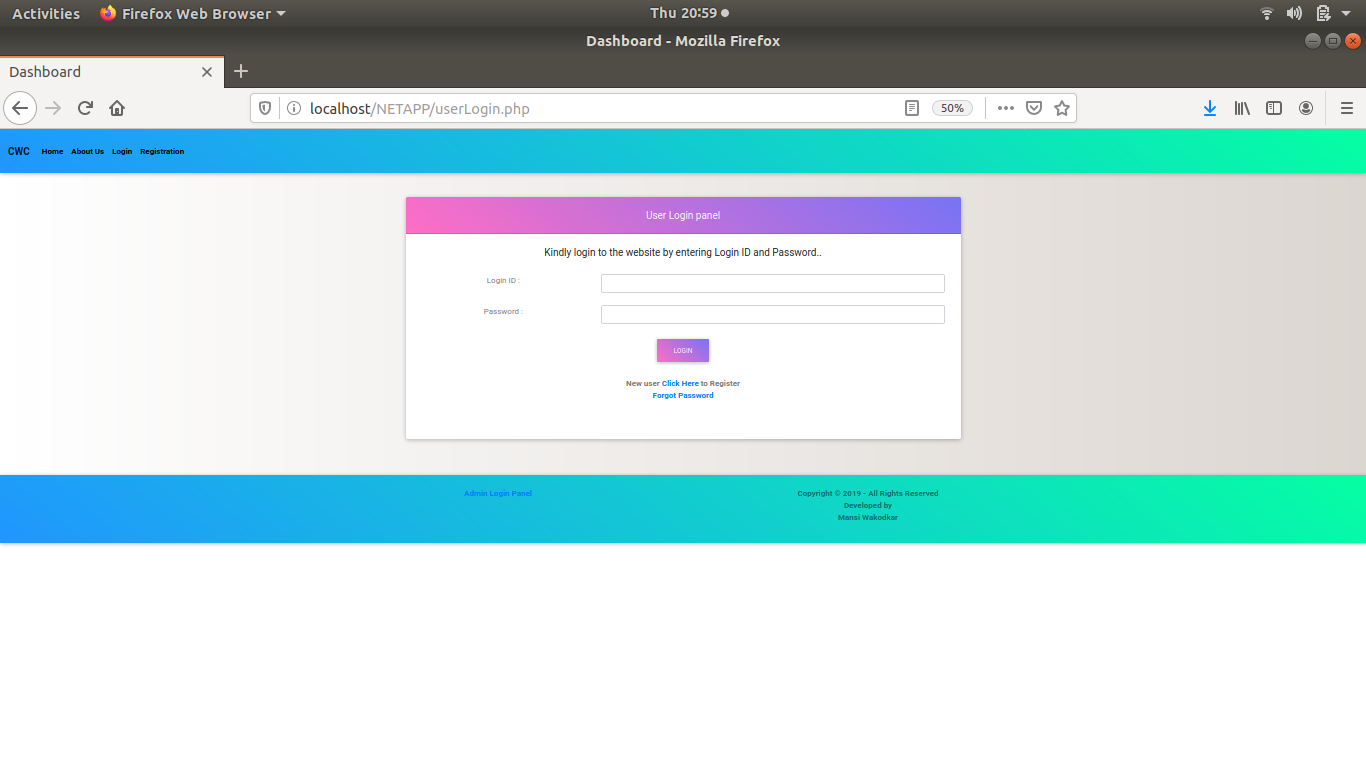 Activities Firefox Web Browser Thu 20:59
Dashboard - Mozilla Firefox
Dashboard
localhost/NETAPP/userLogin.php 50%
CWC Home About Us Login Registration
User Login panel
Kindly login to the website by entering Login ID and Password..
Login ID :
Password :
LOGIN
New user Click Here to Register
Forgot Password
Admin Login Panel Copyright © 2019 - All Rights Reserved
Developed by
Mansi Wakodkar